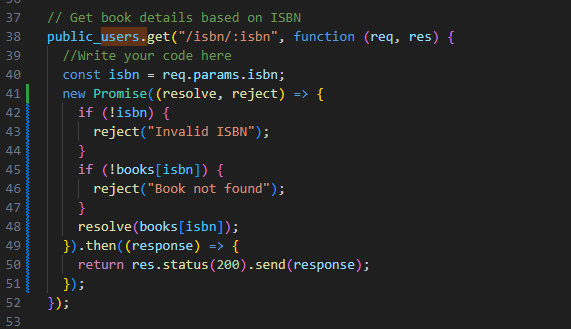 37 // Get book details based on ISBN
38 public_users.get("/isbn/:isbn", function (req, res) {
39   //Write your code here
40   const isbn = req.params.isbn;
41   new Promise((resolve, reject) => {
42     if (!isbn) {
43       reject("Invalid ISBN");
44     }
45     if (!books[isbn]) {
46       reject("Book not found");
47     }
48     resolve(books[isbn]);
49   }).then((response) => {
50     return res.status(200).send(response);
51   });
52 });
53